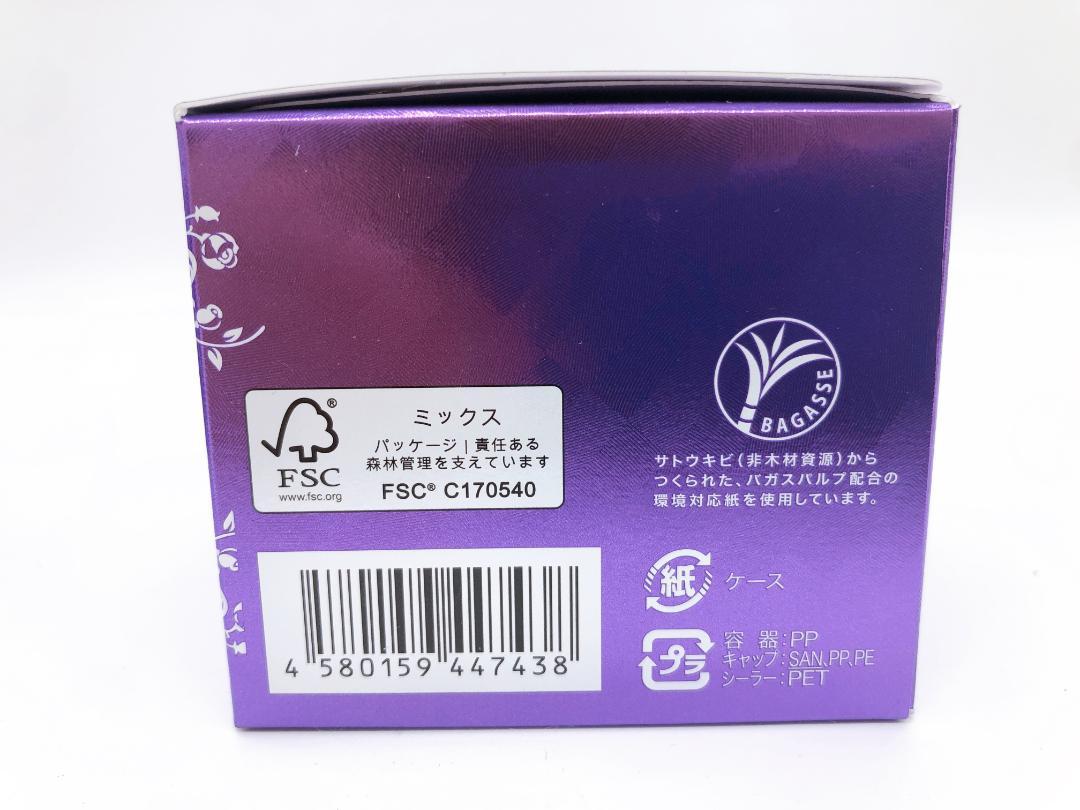 ミックス
パッケージ | 責任ある
森林管理を支えています
FSC® C170540
®
FSC
www.fsc.org
BAGASSE
サトウキビ(非木材資源)から
つくられた、バガスパルプ配合の
環境対応紙を使用しています。
4 580159 447438
紙 ケース
プラ
容器:PP
キャップ:SAN,PP,PE
シーラー:PET